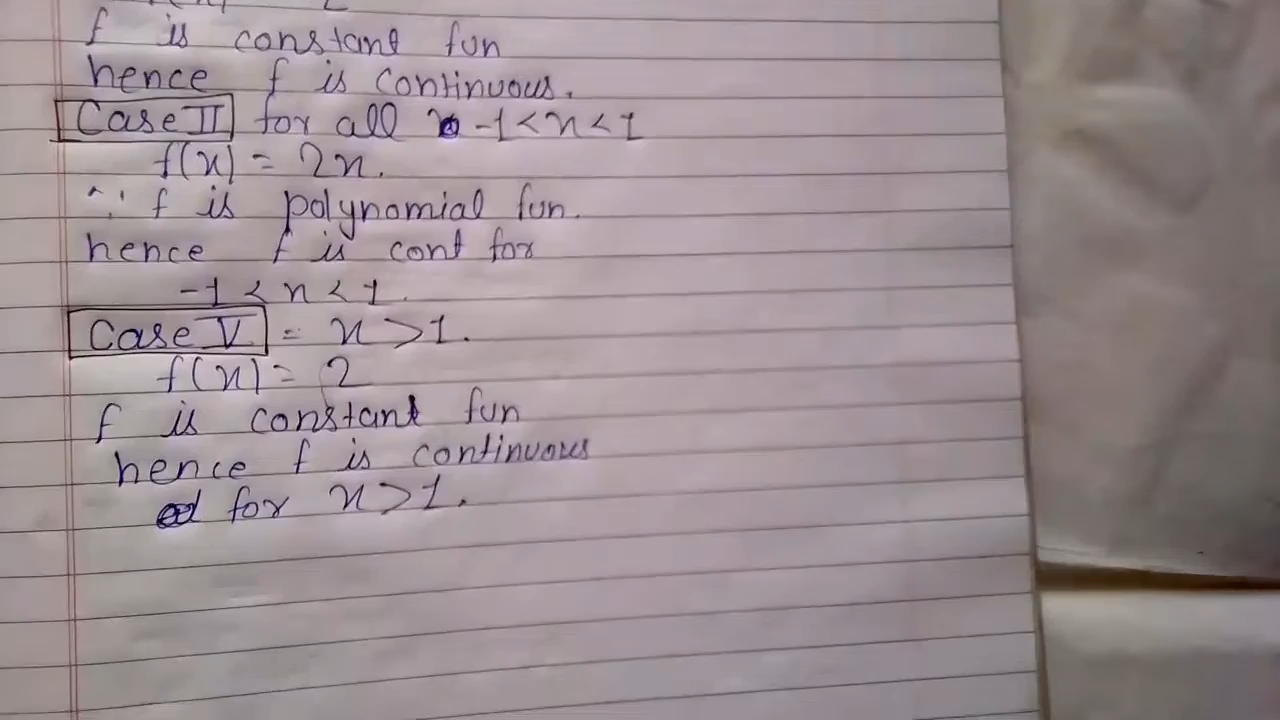 f is constant fun
hence f is continuous.
Case II for all -1 < x < 1
f(x) = 2x.
∵ f is polynomial fun.
hence f is cont for
-1 < x < 1.
Case V = x > 1.
f(x) = 2
f is constant fun
hence f is continuous
for x > 1.